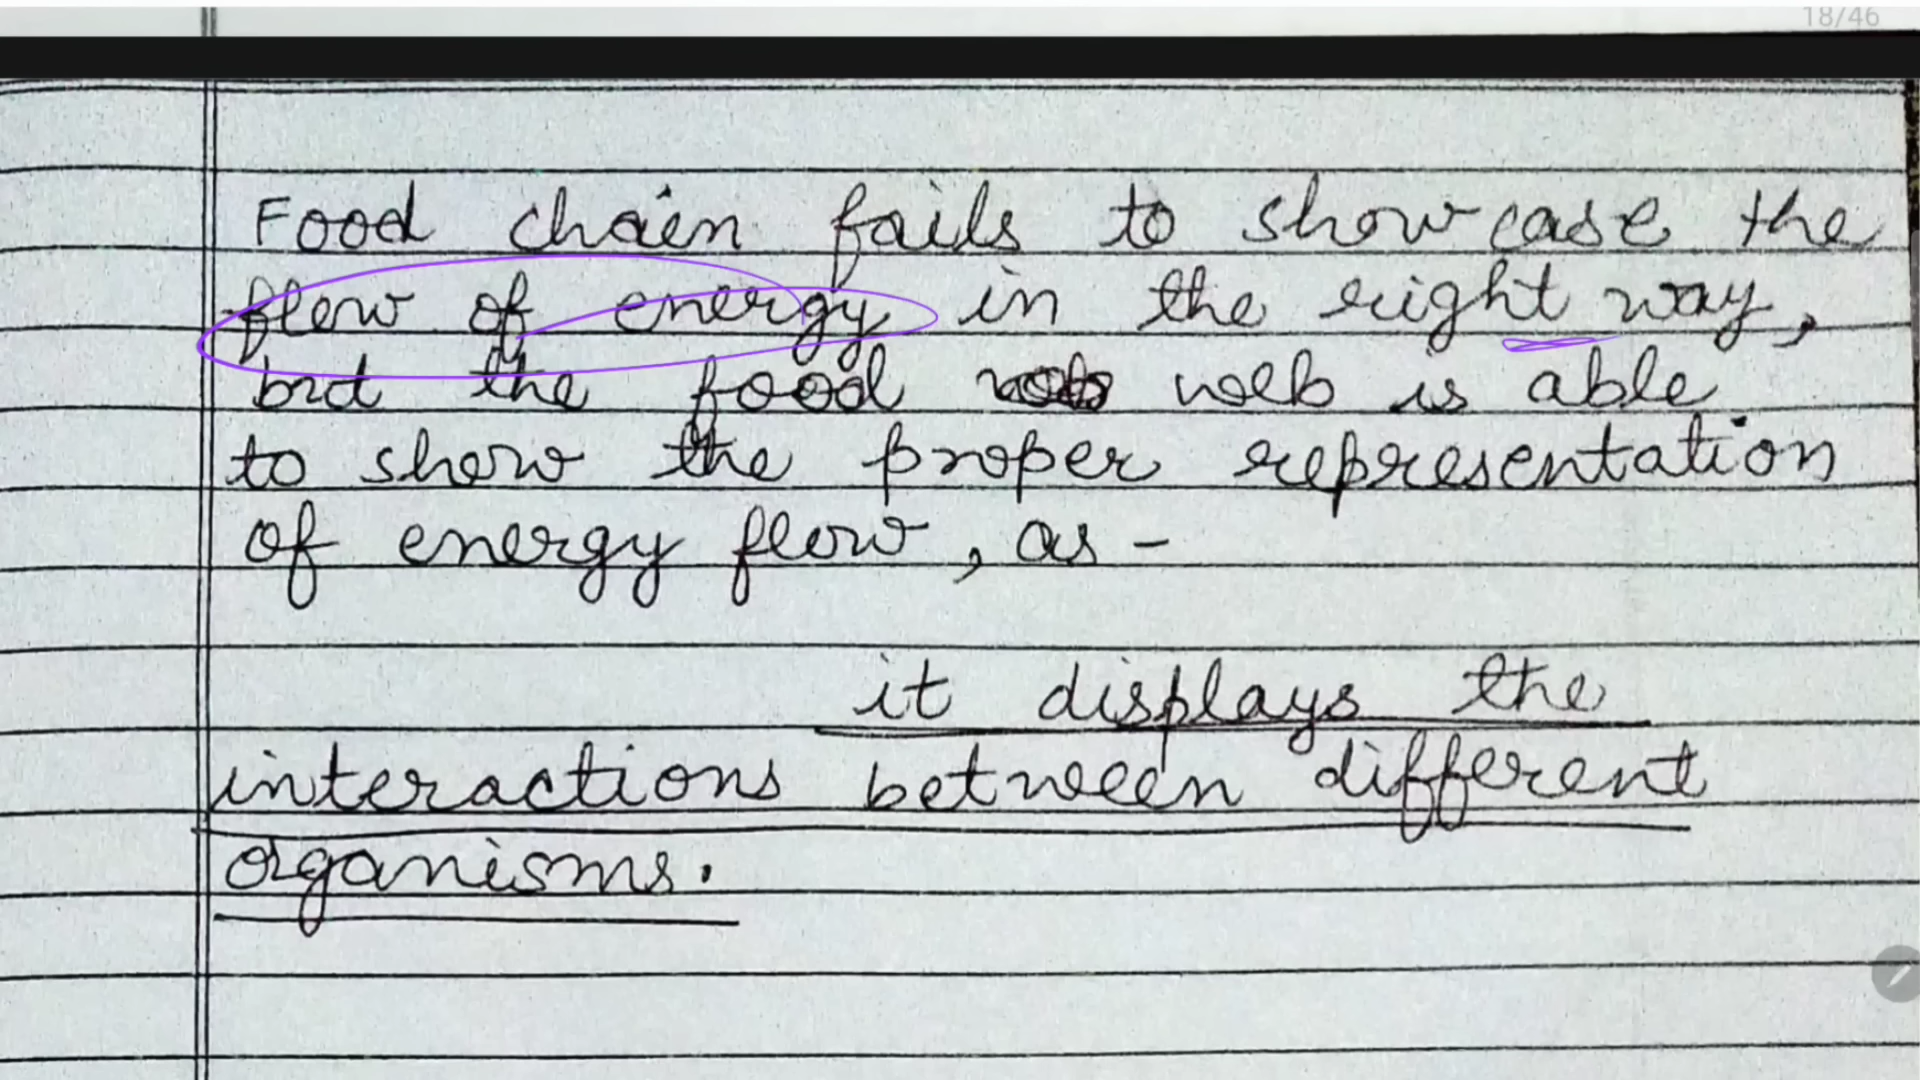 18/46
Food chain fails to showcase the
flow of energy in the right way,
but the food web is able
to show the proper representation
of energy flow, as -
it displays the
interactions between different
organisms.